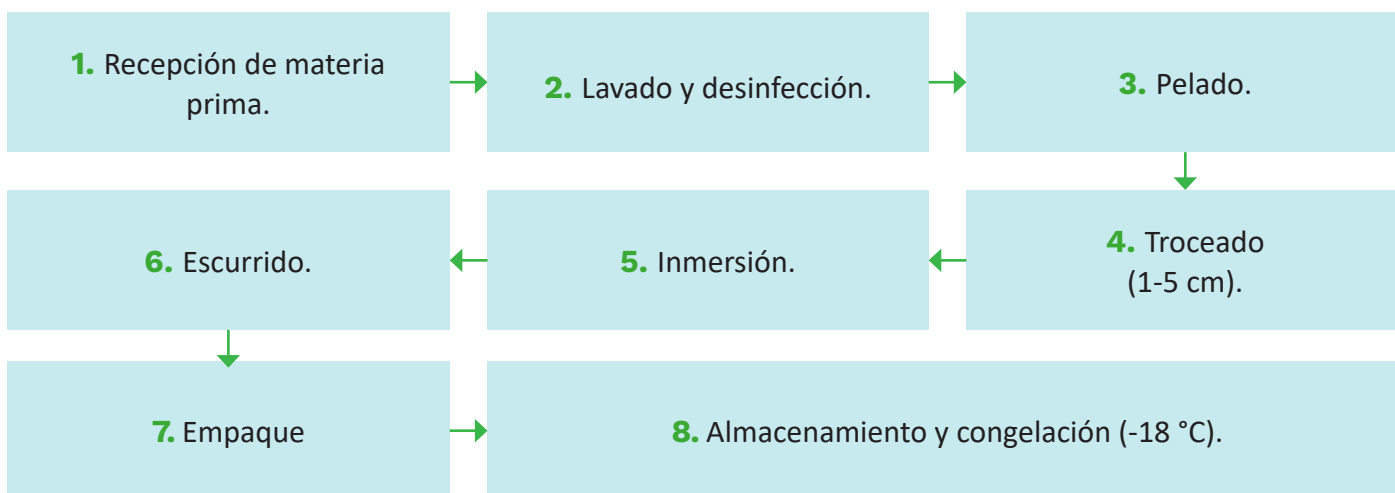 1. Recepción de materia
prima.
2. Lavado y desinfección.
3. Pelado.
4. Troceado
(1-5 cm).
5. Inmersión.
6. Escurrido.
7. Empaque
8. Almacenamiento y congelación (-18 °C).